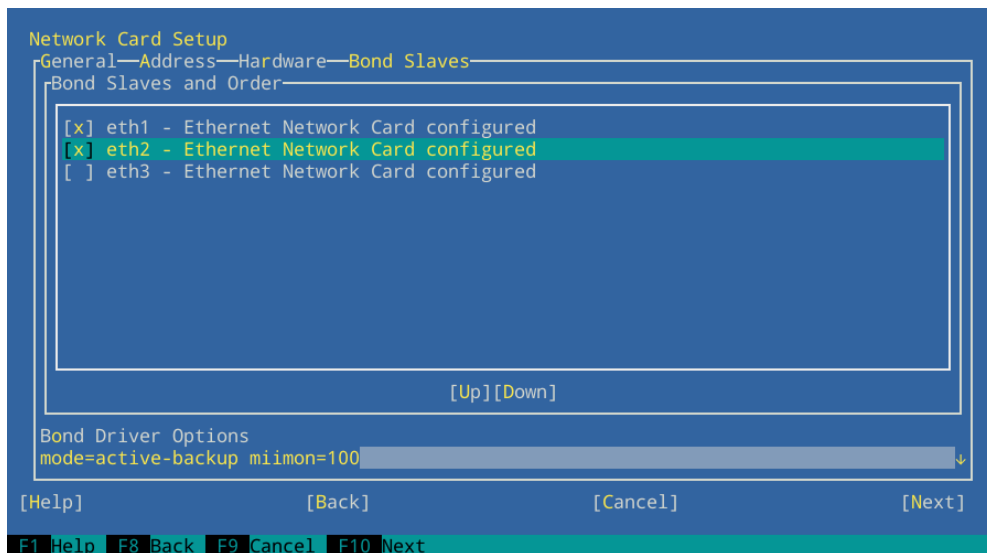 Network Card Setup
General—Address—Hardware—Bond Slaves
Bond Slaves and Order
[x] eth1 - Ethernet Network Card configured
[x] eth2 - Ethernet Network Card configured
[ ] eth3 - Ethernet Network Card configured
[Up][Down]
Bond Driver Options
mode=active-backup miimon=100
[Help] [Back] [Cancel] [Next]
F1 Help F8 Back F9 Cancel F10 Next